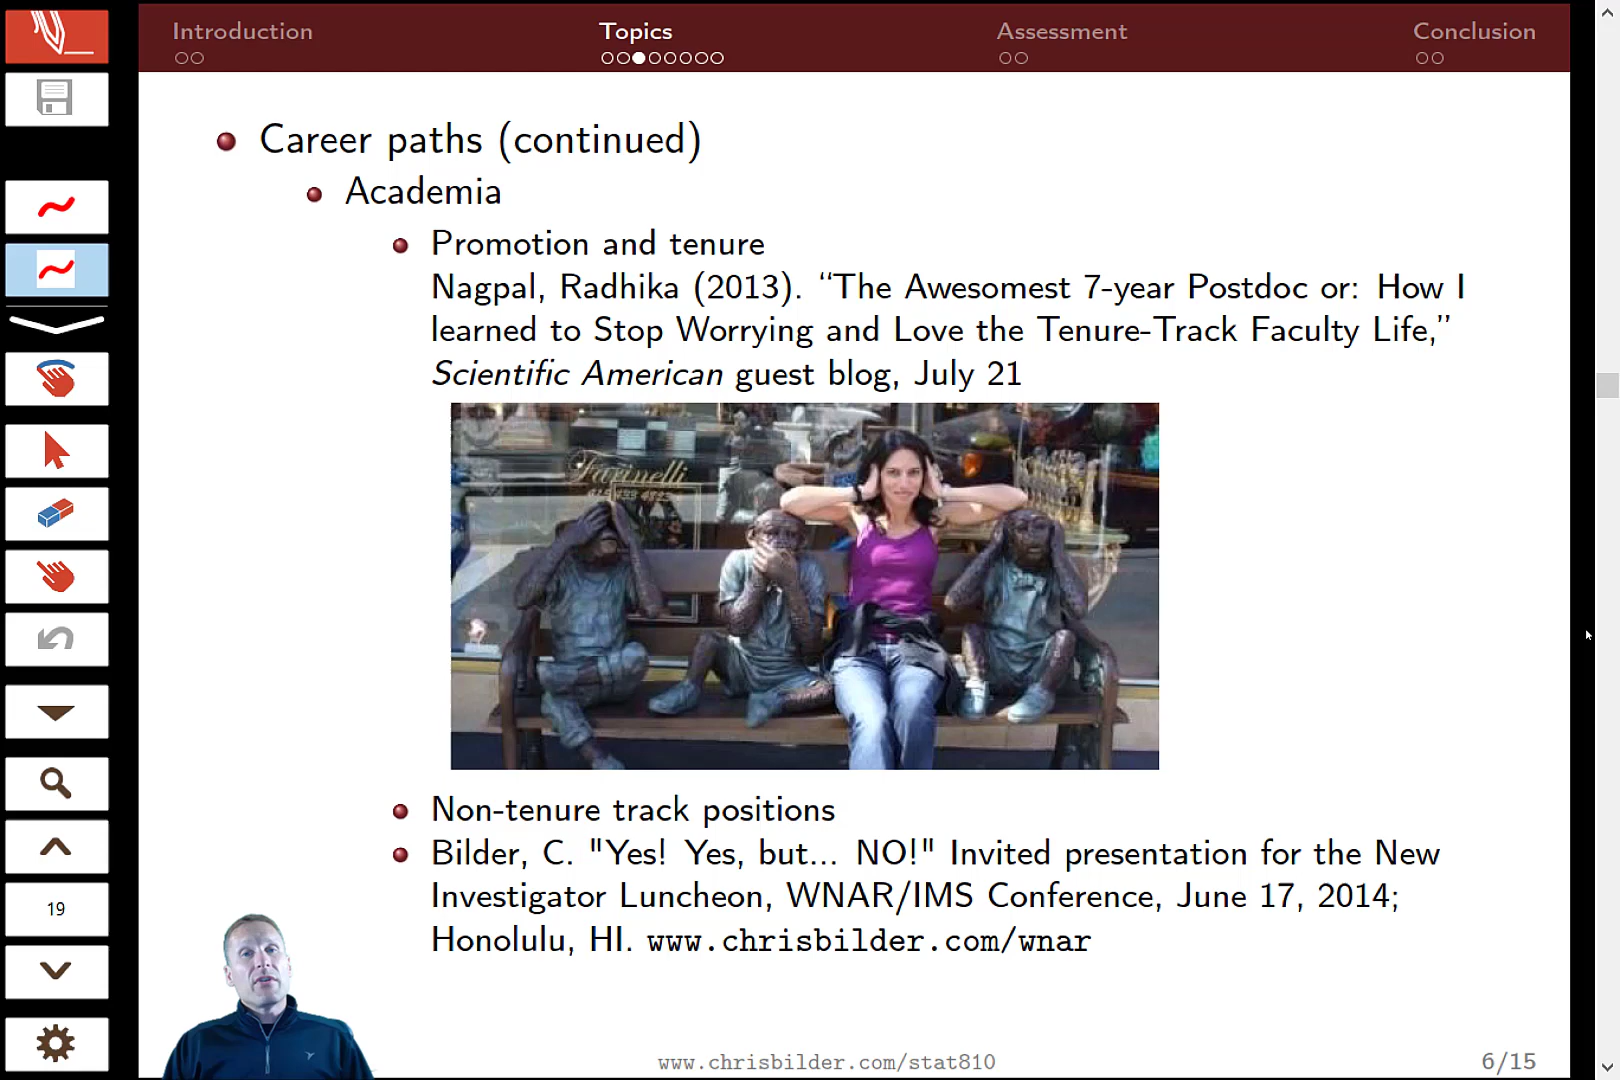 Introduction
Topics
Assessment
Conclusion
Career paths (continued)
Academia
Promotion and tenure
Nagpal, Radhika (2013). “The Awesomest 7-year Postdoc or: How I
learned to Stop Worrying and Love the Tenure-Track Faculty Life,”
Scientific American guest blog, July 21
Farinelli
415 433 4823
Non-tenure track positions
Bilder, C. "Yes! Yes, but... NO!" Invited presentation for the New
Investigator Luncheon, WNAR/IMS Conference, June 17, 2014;
Honolulu, HI. www.chrisbilder.com/wnar
19
www.chrisbilder.com/stat810
6/15